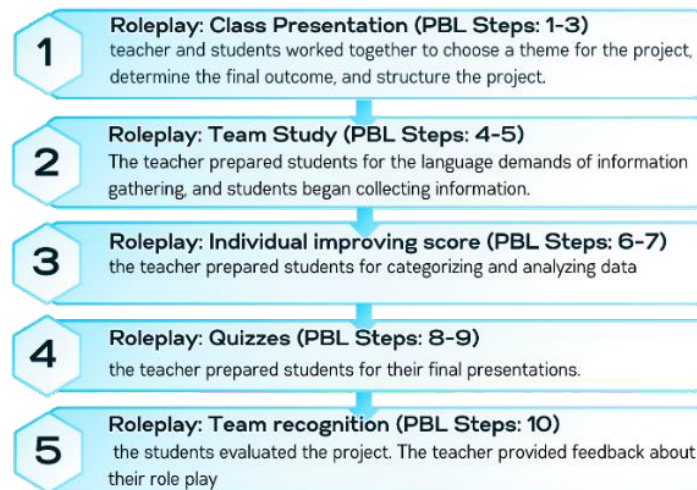 1
Roleplay: Class Presentation (PBL Steps: 1-3)
teacher and students worked together to choose a theme for the project,
determine the final outcome, and structure the project.
2
Roleplay: Team Study (PBL Steps: 4-5)
The teacher prepared students for the language demands of information
gathering, and students began collecting information.
3
Roleplay: Individual improving score (PBL Steps: 6-7)
the teacher prepared students for categorizing and analyzing data
4
Roleplay: Quizzes (PBL Steps: 8-9)
the teacher prepared students for their final presentations.
5
Roleplay: Team recognition (PBL Steps: 10)
the students evaluated the project. The teacher provided feedback about
their role play